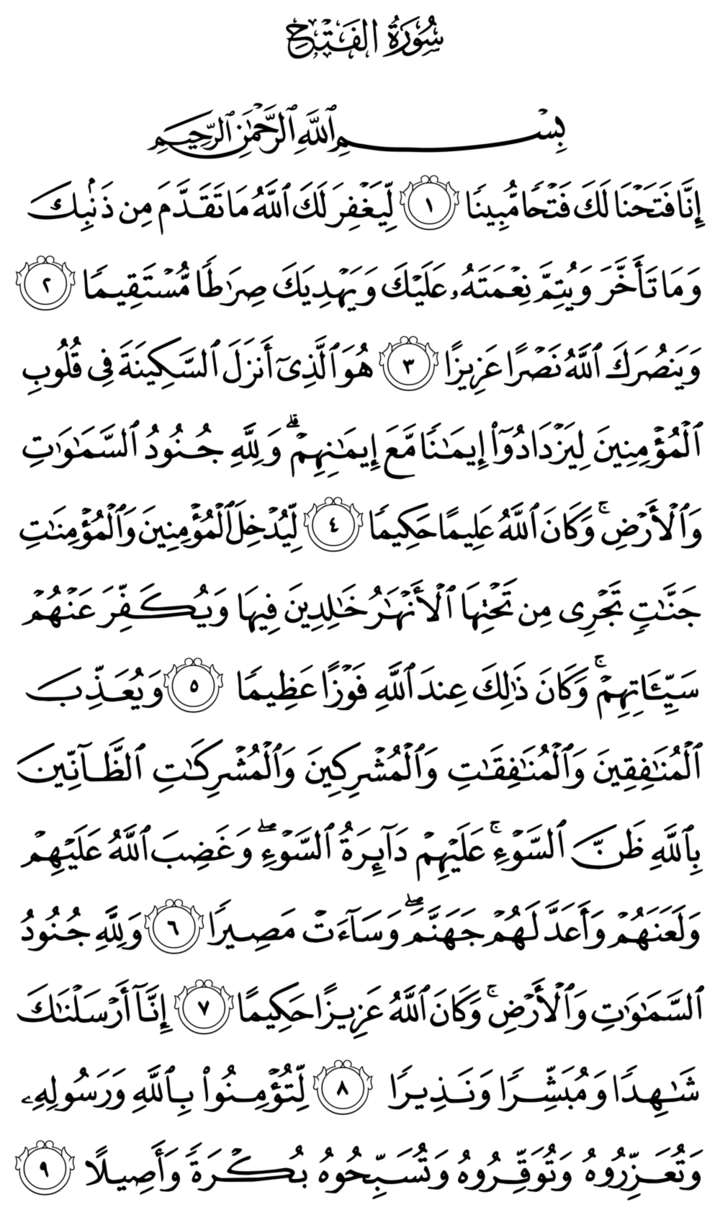 سُورَةُ الفَتْحِ
بِسْمِ ٱللَّهِ ٱلرَّحْمَٰنِ ٱلرَّحِيمِ
إِنَّا فَتَحْنَا لَكَ فَتْحًا مُّبِينًا ١ لِّيَغْفِرَ لَكَ ٱللَّهُ مَا تَقَدَّمَ مِن ذَنۢبِكَ
وَمَا تَأَخَّرَ وَيُتِمَّ نِعْمَتَهُۥ عَلَيْكَ وَيَهْدِيَكَ صِرَٰطًا مُّسْتَقِيمًا ٢
وَيَنصُرَكَ ٱللَّهُ نَصْرًا عَزِيزًا ٣ هُوَ ٱلَّذِىٓ أَنزَلَ ٱلسَّكِينَةَ فِى قُلُوبِ
ٱلْمُؤْمِنِينَ لِيَزْدَادُوٓا۟ إِيمَٰنًا مَّعَ إِيمَٰنِهِمْ ۗ وَلِلَّهِ جُنُودُ ٱلسَّمَٰوَٰتِ
وَٱلْأَرْضِ ۚ وَكَانَ ٱللَّهُ عَلِيمًا حَكِيمًا ٤ لِّيُدْخِلَ ٱلْمُؤْمِنِينَ وَٱلْمُؤْمِنَٰتِ
جَنَّٰتٍ تَجْرِى مِن تَحْتِهَا ٱلْأَنْهَٰرُ خَٰلِدِينَ فِيهَا وَيُكَفِّرَ عَنْهُمْ
سَيِّـَٔاتِهِمْ ۚ وَكَانَ ذَٰلِكَ عِندَ ٱللَّهِ فَوْزًا عَظِيمًا ٥ وَيُعَذِّبَ
ٱلْمُنَٰفِقِينَ وَٱلْمُنَٰفِقَٰتِ وَٱلْمُشْرِكِينَ وَٱلْمُشْرِكَٰتِ ٱلظَّآنِّينَ
بِٱللَّهِ ظَنَّ ٱلسَّوْءِ ۚ عَلَيْهِمْ دَآئِرَةُ ٱلسَّوْءِ ۖ وَغَضِبَ ٱللَّهُ عَلَيْهِمْ
وَلَعَنَهُمْ وَأَعَدَّ لَهُمْ جَهَنَّمَ ۖ وَسَآءَتْ مَصِيرًا ٦ وَلِلَّهِ جُنُودُ
ٱلسَّمَٰوَٰتِ وَٱلْأَرْضِ ۚ وَكَانَ ٱللَّهُ عَزِيزًا حَكِيمًا ٧ إِنَّآ أَرْسَلْنَٰكَ
شَٰهِدًا وَمُبَشِّرًا وَنَذِيرًا ٨ لِّتُؤْمِنُوا۟ بِٱللَّهِ وَرَسُولِهِۦ
وَتُعَزِّرُوهُ وَتُوَقِّرُوهُ وَتُسَبِّحُوهُ بُكْرَةً وَأَصِيلًا ٩